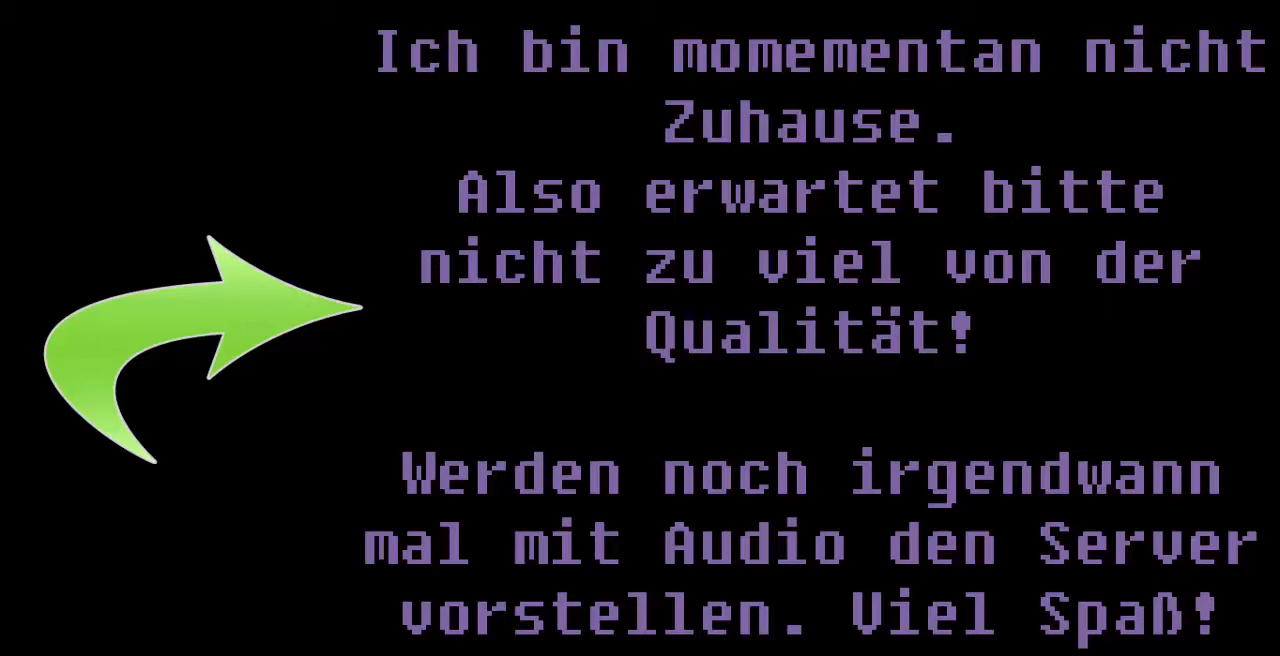 Ich bin momementan nicht
Zuhause.
Also erwartet bitte
nicht zu viel von der
Qualität!
Werden noch irgendwann
mal mit Audio den Server
vorstellen. Viel Spaß!